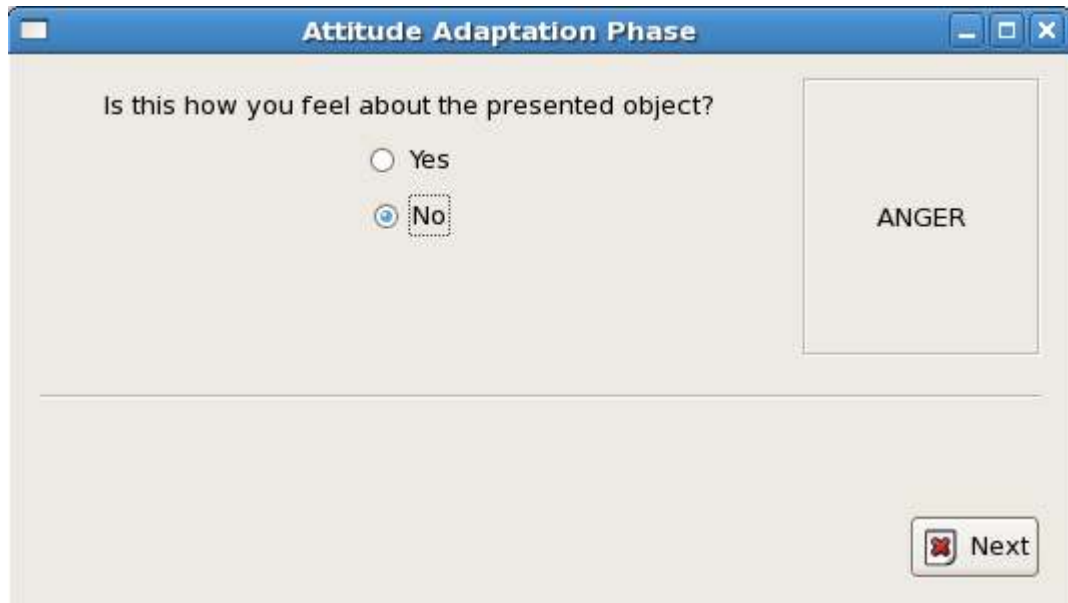 Attitude Adaptation Phase
Is this how you feel about the presented object?
Yes
No
ANGER
Next